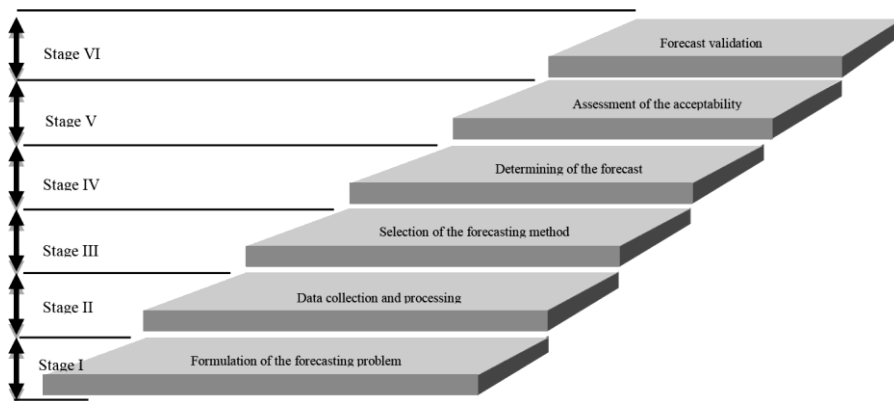 Stage VI
Forecast validation
Stage V
Assessment of the acceptability
Stage IV
Determining of the forecast
Stage III
Selection of the forecasting method
Stage II
Data collection and processing
Stage I
Formulation of the forecasting problem